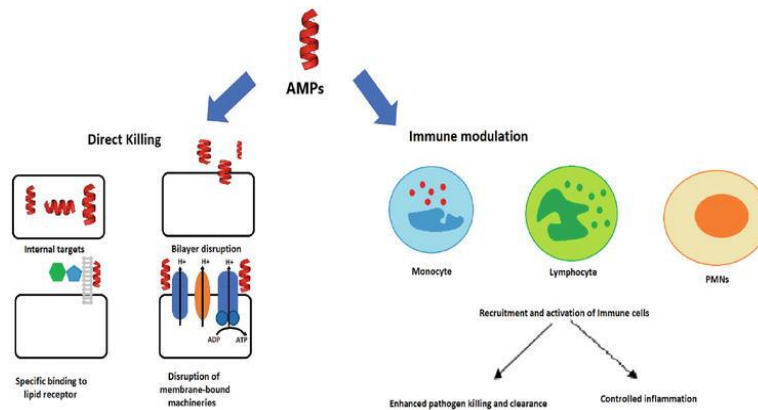 AMPs
Direct Killing
Immune modulation
Internal targets
Bilayer disruption
Monocyte
Lymphocyte
PMNs
H+ H+ H+
ADP ATP
Specific binding to
lipid receptor
Disruption of
membrane-bound
machineries
Recruitment and activation of Immune cells
Enhanced pathogen killing and clearance
Controlled inflammation